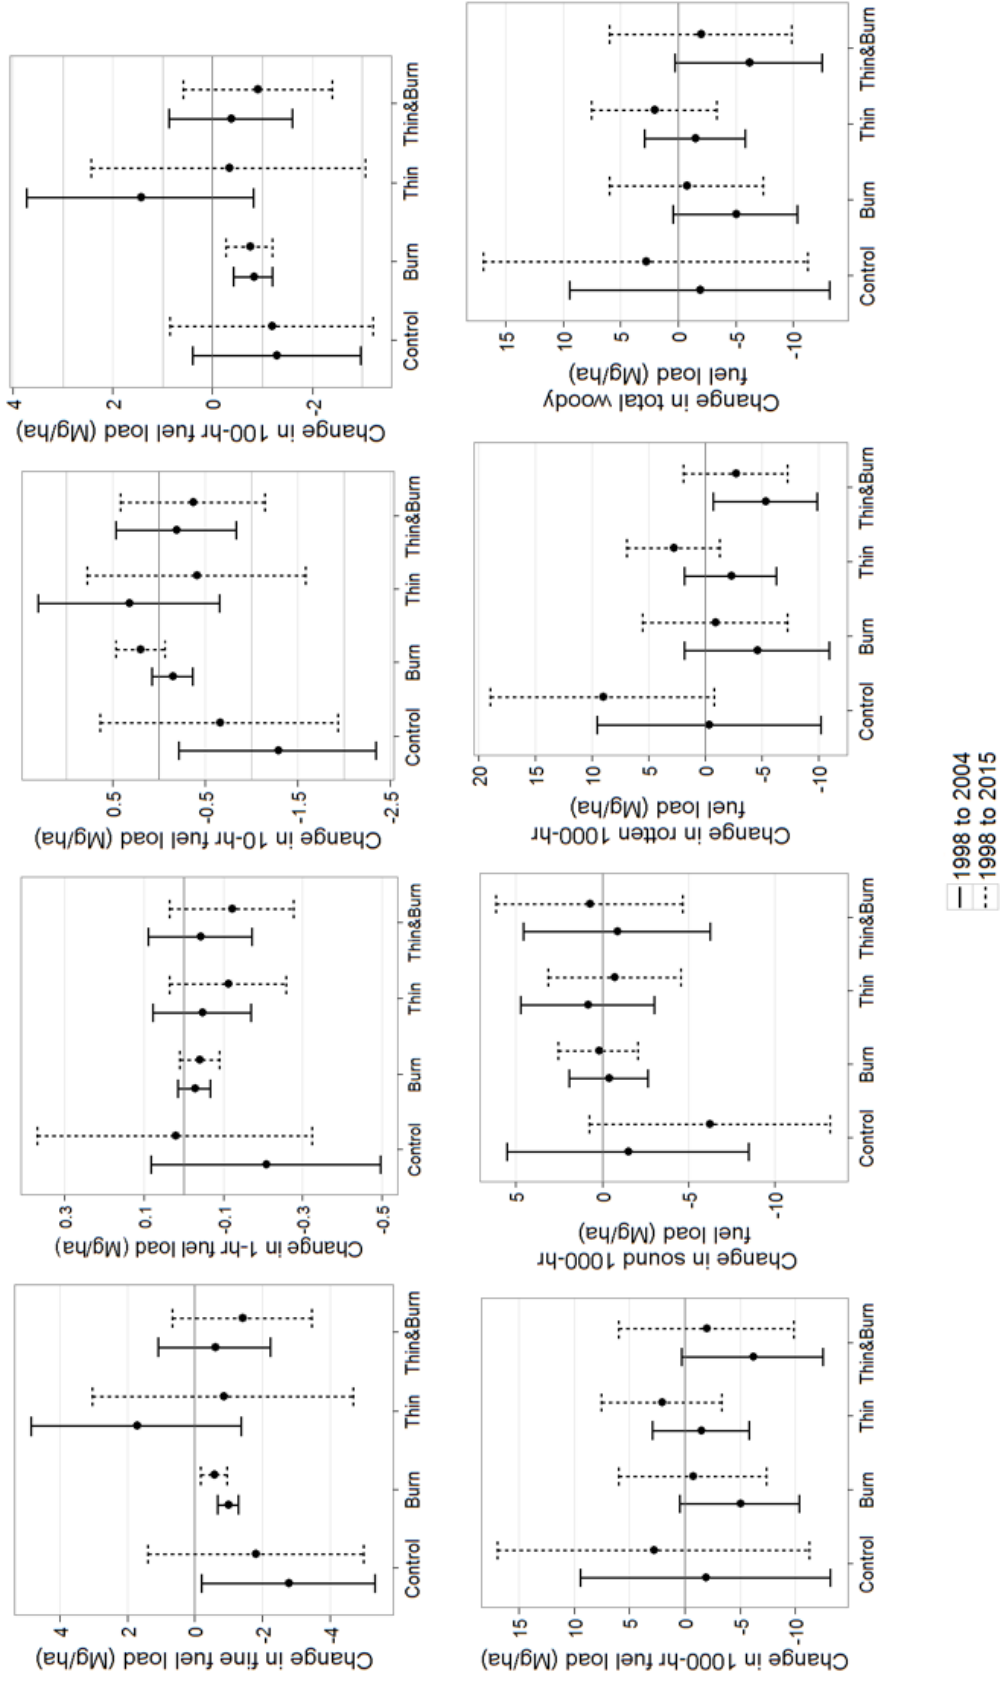 Change in fine fuel load (Mg/ha)
4
2
0
-2
-4
Control
Burn
Thin
Thin&Burn
Change in 1-hr fuel load (Mg/ha)
0.3
0.1
-0.1
-0.3
-0.5
Control
Burn
Thin
Thin&Burn
Change in 10-hr fuel load (Mg/ha)
0.5
-0.5
-1.5
-2.5
Control
Burn
Thin
Thin&Burn
Change in 100-hr fuel load (Mg/ha)
4
2
0
-2
Control
Burn
Thin
Thin&Burn
Change in 1000-hr fuel load (Mg/ha)
15
10
5
0
-5
-10
Control
Burn
Thin
Thin&Burn
Change in sound 1000-hr
fuel load (Mg/ha)
5
0
-5
-10
Control
Burn
Thin
Thin&Burn
Change in rotten 1000-hr
fuel load (Mg/ha)
20
15
10
5
0
-5
-10
Control
Burn
Thin
Thin&Burn
Change in total woody
fuel load (Mg/ha)
15
10
5
0
-5
-10
Control
Burn
Thin
Thin&Burn
1998 to 2004
1998 to 2015